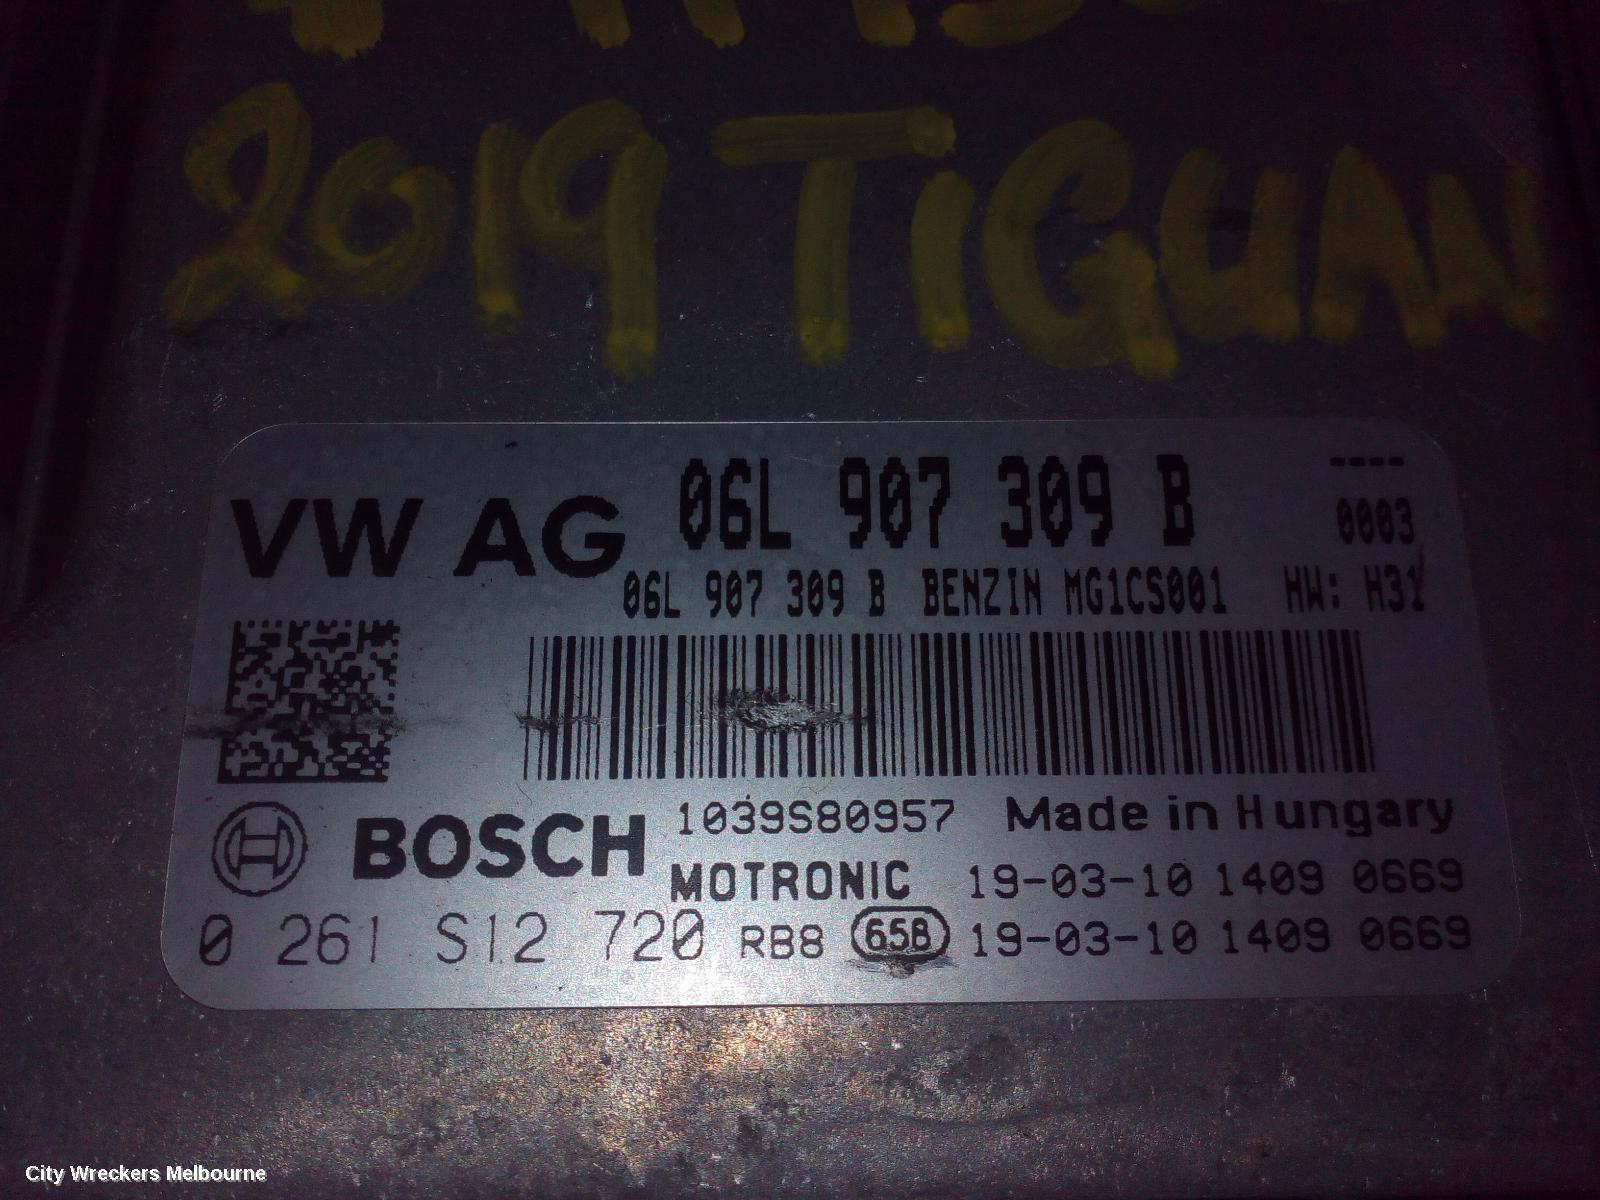 2019 TiGUAN
VW AG 06L 907 309 B ----
0003
06L 907 309 B BENZIN MG1CS001 HW: H31
BOSCH 1039S80957 Made in Hungary
MOTRONIC 19-03-10 1409 0669
0 261 S12 720 RB8 65B 19-03-10 1409 0669
City Wreckers Melbourne